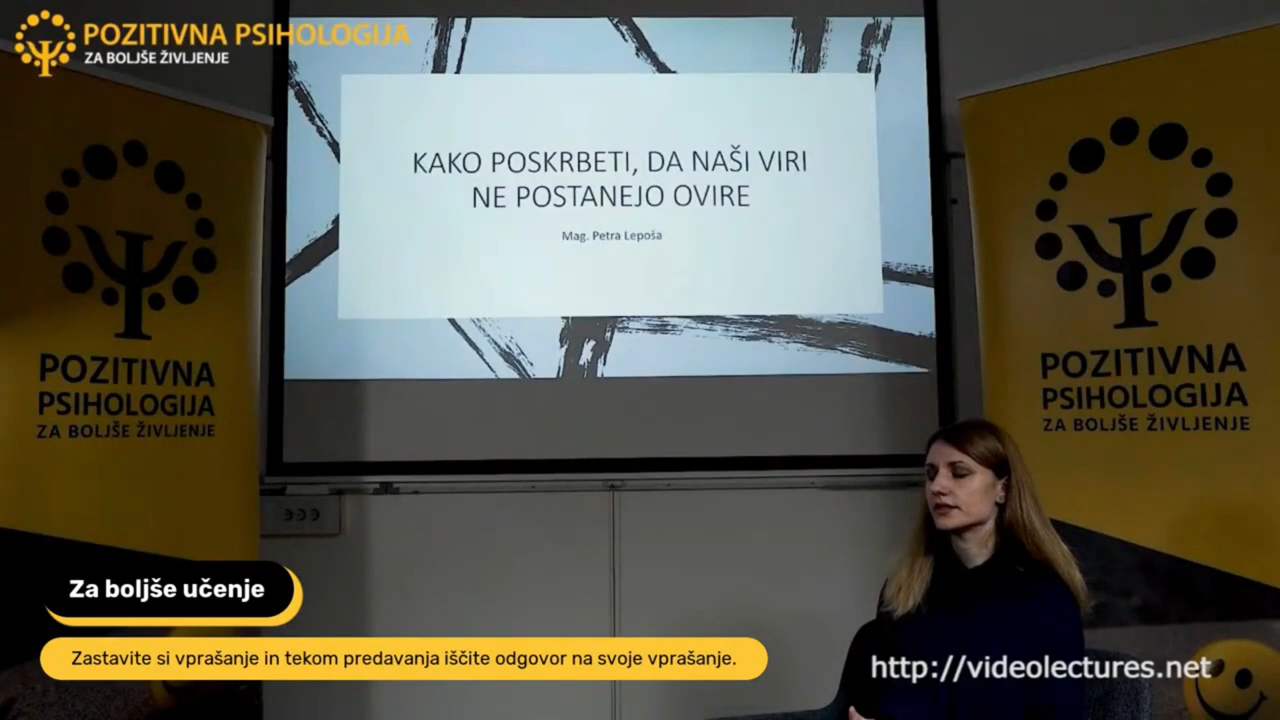 POZITIVNA PSIHOLOGIJA
ZA BOLJŠE ŽIVLJENJE
KAKO POSKRBETI, DA NAŠI VIRI
NE POSTANEJO OVIRE
Mag. Petra Lepoša
POZITIVNA
PSIHOLOGIJA
ZA BOLJŠE ŽIVLJENJE
POZITIVNA
PSIHOLOGIJA
ZA BOLJŠE ŽIVLJENJE
Za boljše učenje
Zastavite si vprašanje in tekom predavanja iščite odgovor na svoje vprašanje.
http://videolectures.net